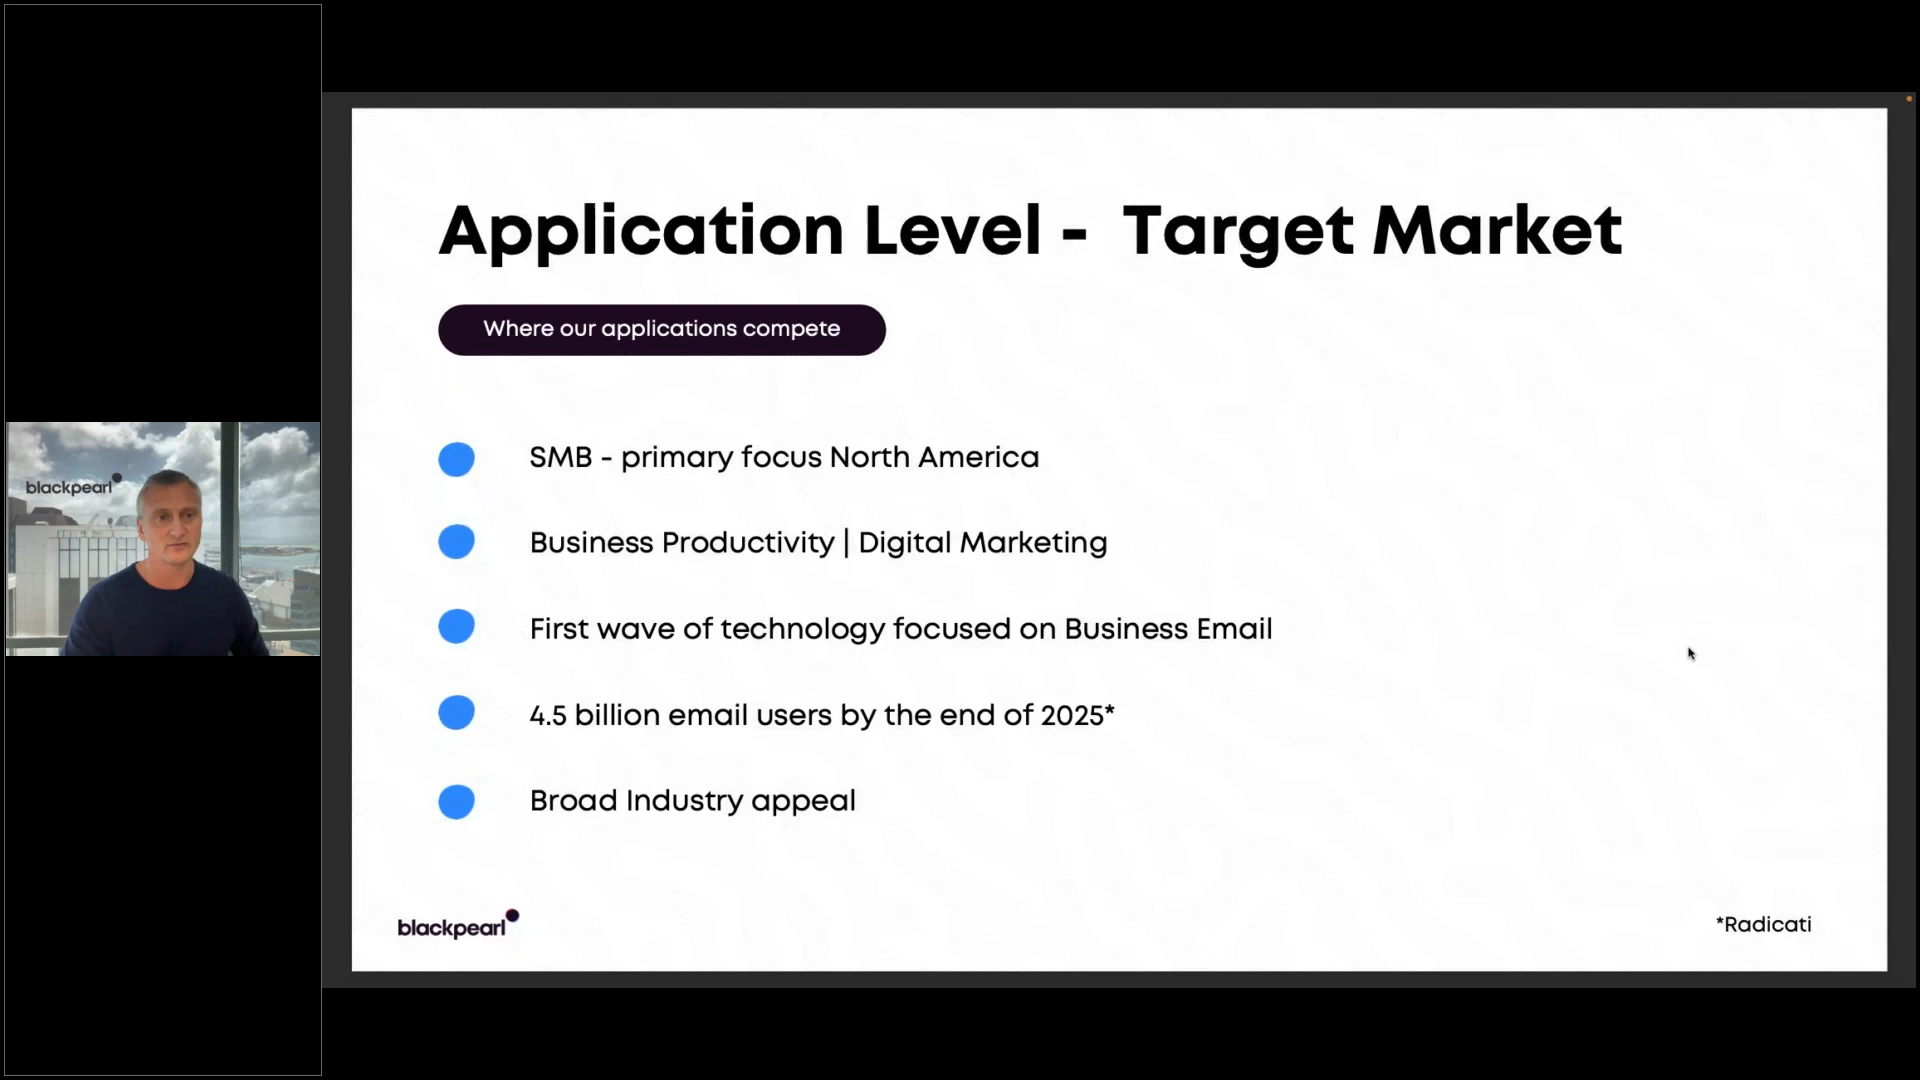 blackpearl
Application Level - Target Market
Where our applications compete
SMB - primary focus North America
Business Productivity | Digital Marketing
First wave of technology focused on Business Email
4.5 billion email users by the end of 2025*
Broad Industry appeal
blackpearl
*Radicati